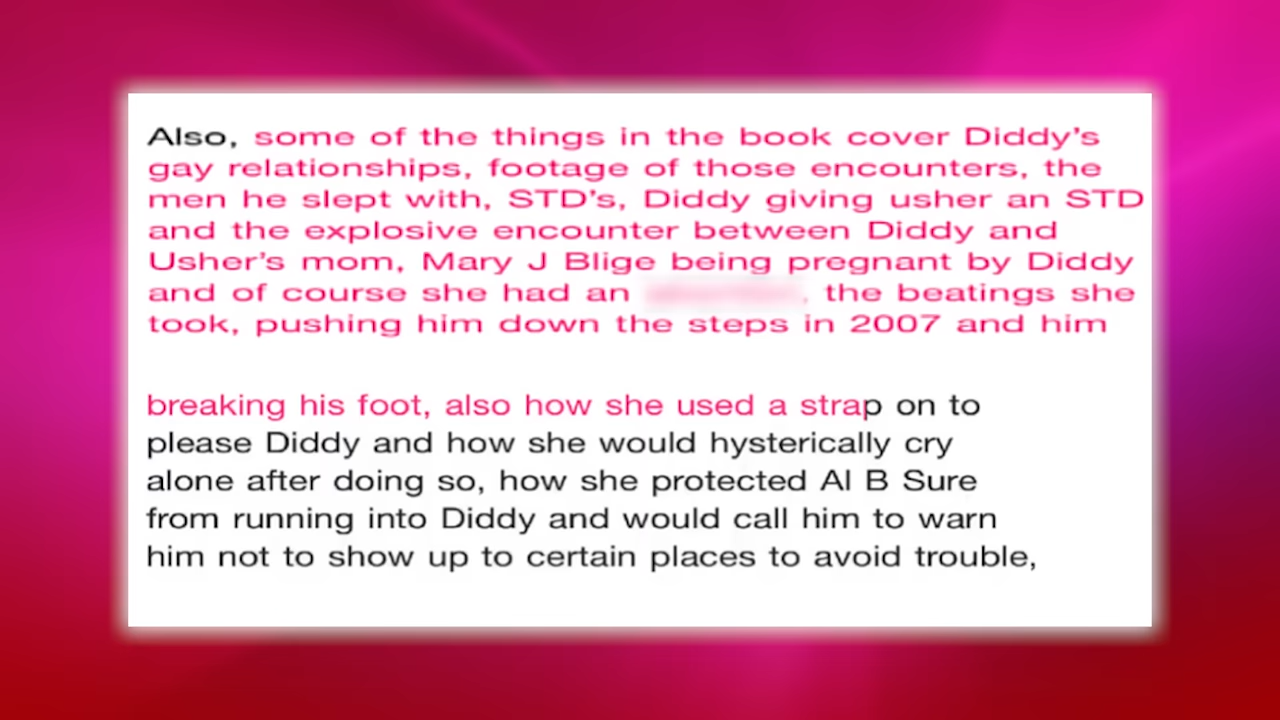 Also, some of the things in the book cover Diddy's
gay relationships, footage of those encounters, the
men he slept with, STD's, Diddy giving usher an STD
and the explosive encounter between Diddy and
Usher's mom, Mary J Blige being pregnant by Diddy
and of course she had an , the beatings she
took, pushing him down the steps in 2007 and him
breaking his foot, also how she used a strap on to
please Diddy and how she would hysterically cry
alone after doing so, how she protected Al B Sure
from running into Diddy and would call him to warn
him not to show up to certain places to avoid trouble,